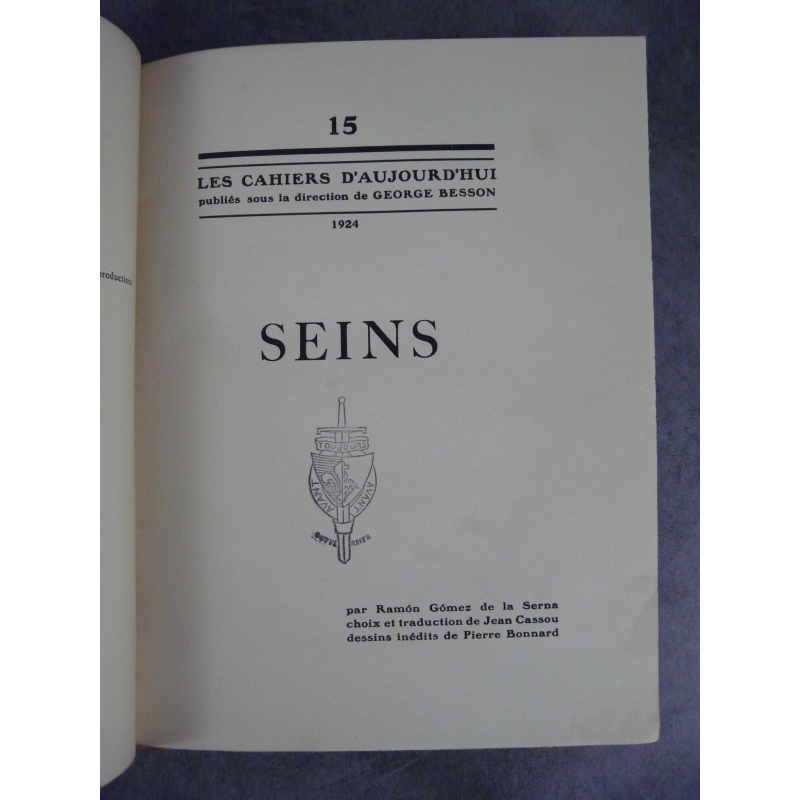 15
LES CAHIERS D'AUJOURD'HUI
publiés sous la direction de GEORGE BESSON
1924
SEINS
TOUJOURS
AVANT
AVANT
par Ramón Gómez de la Serna
choix et traduction de Jean Cassou
dessins inédits de Pierre Bonnard